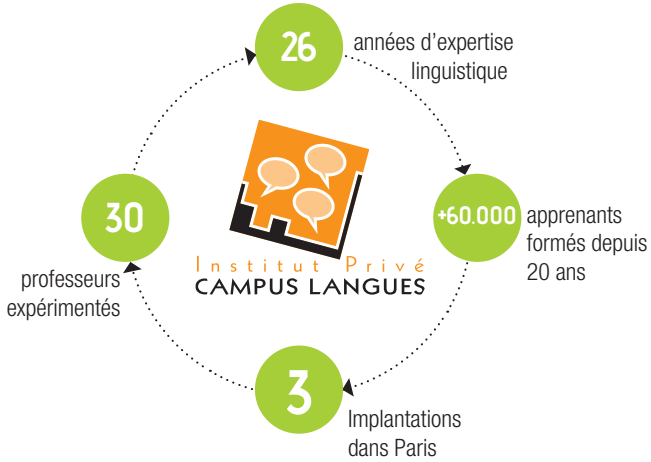 26
années d’expertise
linguistique
+60.000
apprenants
formés depuis
20 ans
3
Implantations
dans Paris
30
professeurs
expérimentés
Institut Privé
CAMPUS LANGUES